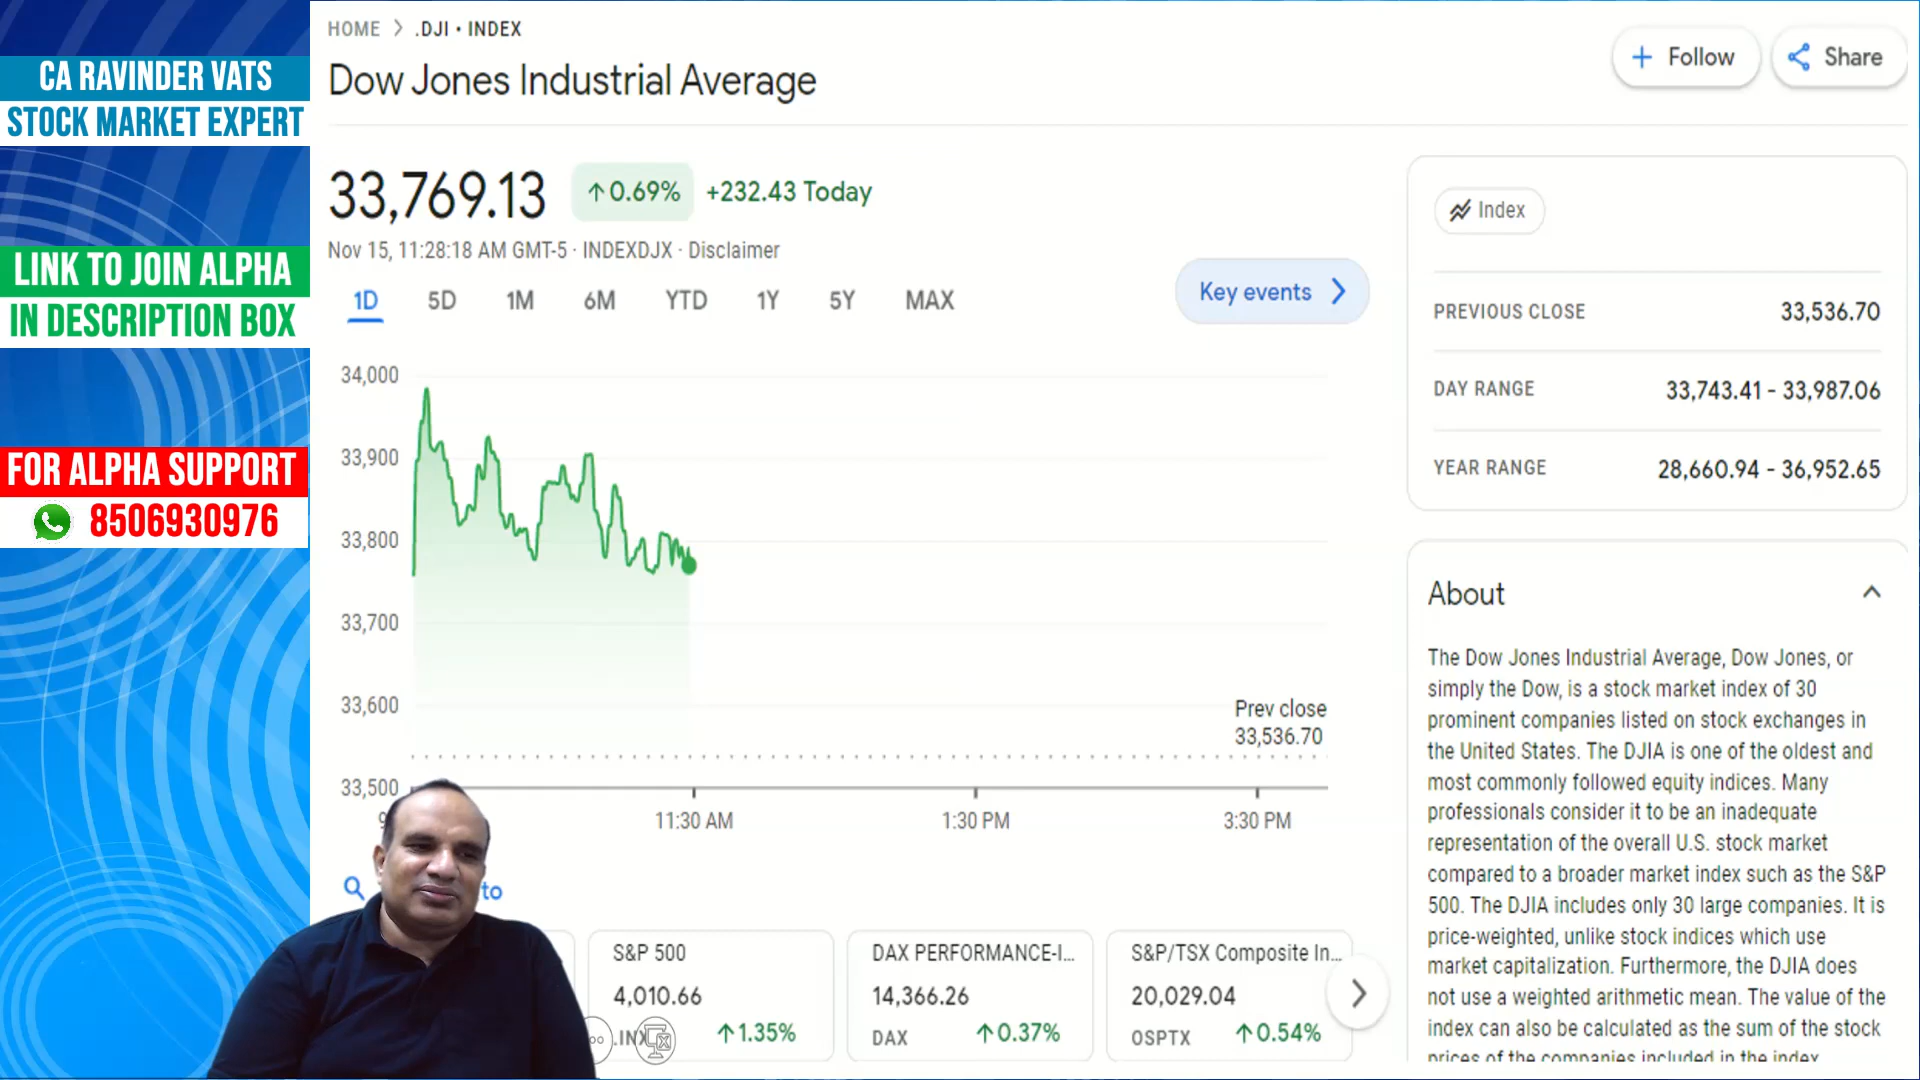 CA RAVINDER VATS
STOCK MARKET EXPERT
LINK TO JOIN ALPHA
IN DESCRIPTION BOX
FOR ALPHA SUPPORT
8506930976
HOME > .DJI • INDEX
Dow Jones Industrial Average
+ Follow
Share
33,769.13 ↑0.69% +232.43 Today
Nov 15, 11:28:18 AM GMT-5 · INDEXDJX · Disclaimer
1D 5D 1M 6M YTD 1Y 5Y MAX
Key events >
34,000
33,900
33,800
33,700
33,600
33,500
Prev close
33,536.70
11:30 AM 1:30 PM 3:30 PM
to
S&P 500
4,010.66
.INX ↑1.35%
DAX PERFORMANCE-I...
14,366.26
DAX ↑0.37%
S&P/TSX Composite In...
20,029.04
OSPTX ↑0.54%
Index
PREVIOUS CLOSE 33,536.70
DAY RANGE 33,743.41 - 33,987.06
YEAR RANGE 28,660.94 - 36,952.65
About
The Dow Jones Industrial Average, Dow Jones, or
simply the Dow, is a stock market index of 30
prominent companies listed on stock exchanges in
the United States. The DJIA is one of the oldest and
most commonly followed equity indices. Many
professionals consider it to be an inadequate
representation of the overall U.S. stock market
compared to a broader market index such as the S&P
500. The DJIA includes only 30 large companies. It is
price-weighted, unlike stock indices which use
market capitalization. Furthermore, the DJIA does
not use a weighted arithmetic mean. The value of the
index can also be calculated as the sum of the stock
prices of the companies included in the index,